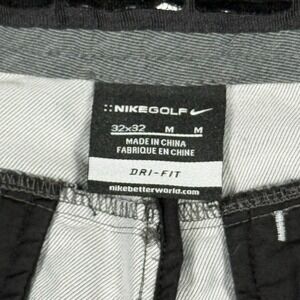 NIKEGOLF
32x32 M M
MADE IN CHINA
FABRIQUE EN CHINE
DRI-FIT
nikebetterworld.com